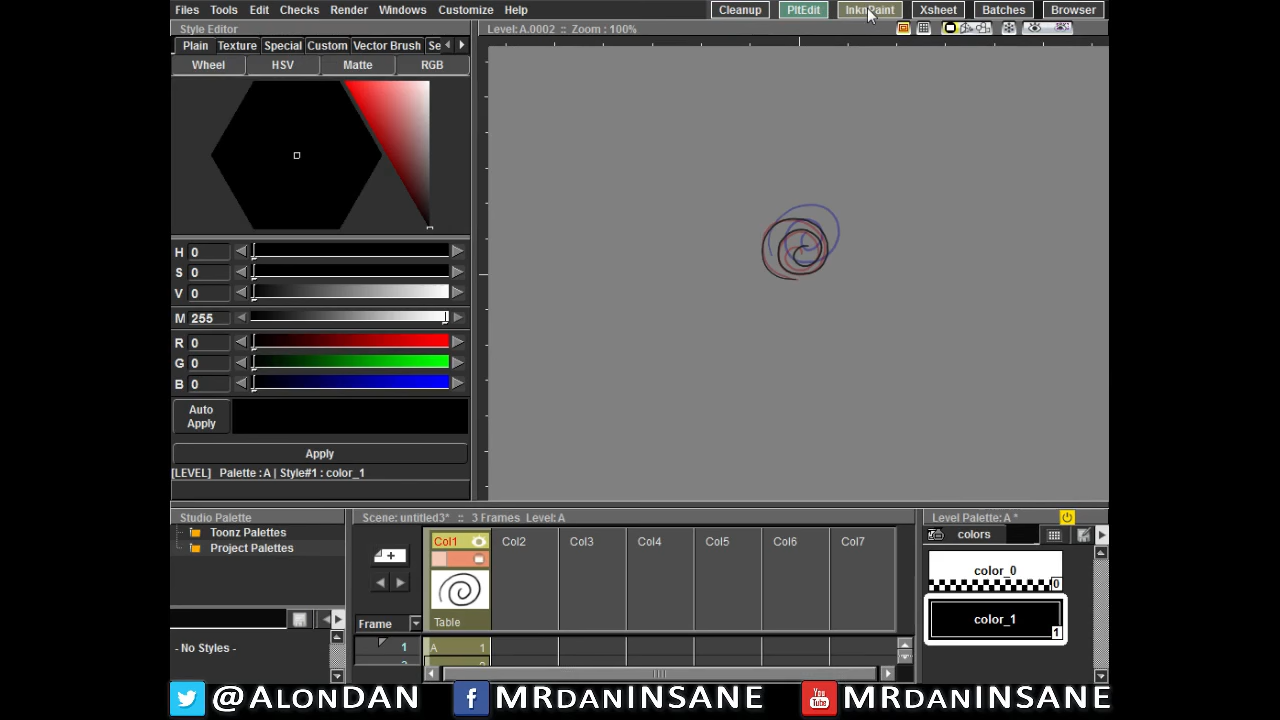 Files Tools Edit Checks Render Windows Customize Help Cleanup PltEdit InknPaint Xsheet Batches Browser
Style Editor
Level:A.0002 :: Zoom : 100%
Plain Texture Special Custom Vector Brush Se
Wheel HSV Matte RGB
H 0
S 0
V 0
M 255
R 0
G 0
B 0
Auto
Apply
Apply
[LEVEL] Palette : A | Style#1 : color_1
Studio Palette
Toonz Palettes
Project Palettes
- No Styles -
Scene: untitled3* :: 3 Frames Level: A
Col1 Col2 Col3 Col4 Col5 Col6 Col7
Table
Frame
1 A 1
Level Palette: A *
colors
color_0
0
color_1
1
@AlonDan MRdanINSANE You Tube MRdanINSANE